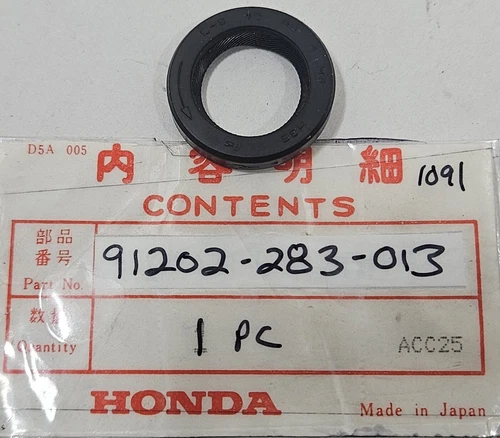 D5A 005
内容明細
1091
CONTENTS
部品
番号
Part No.
91202-283-013
数量
Quantity
1 PC
ACC25
HONDA
Made in Japan